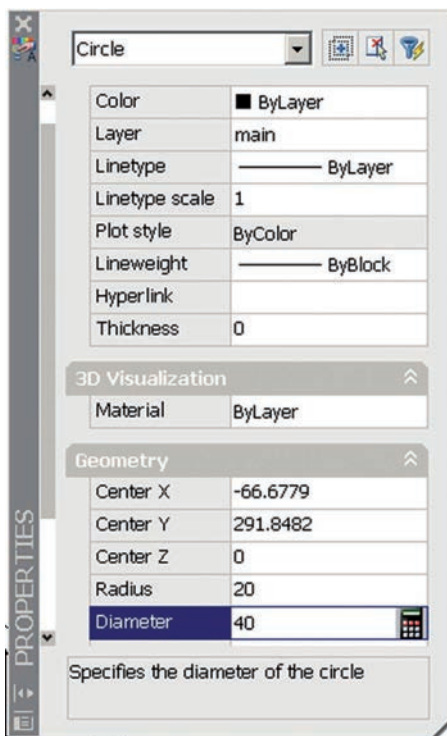 Circle
Color ByLayer
Layer main
Linetype ByLayer
Linetype scale 1
Plot style ByColor
Lineweight ByBlock
Hyperlink
Thickness 0
3D Visualization
Material ByLayer
Geometry
Center X -66.6779
Center Y 291.8482
Center Z 0
Radius 20
Diameter 40
Specifies the diameter of the circle
PROPERTIES